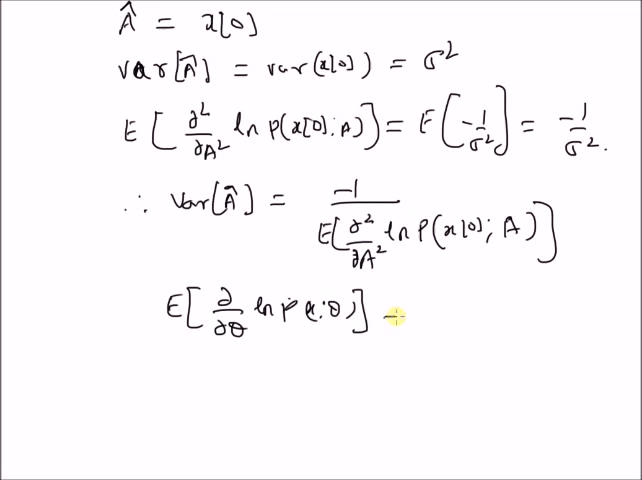 Â = x[0]
var[Â] = var(x[0]) = σ²
E[∂²/∂A² ln p(x[0]; A)] = E[-1/σ²] = -1/σ².
∴ Var[Â] = -1/E[∂²/∂A² ln P(x[0]; A)]
E[∂/∂θ ln p(x;θ)] =